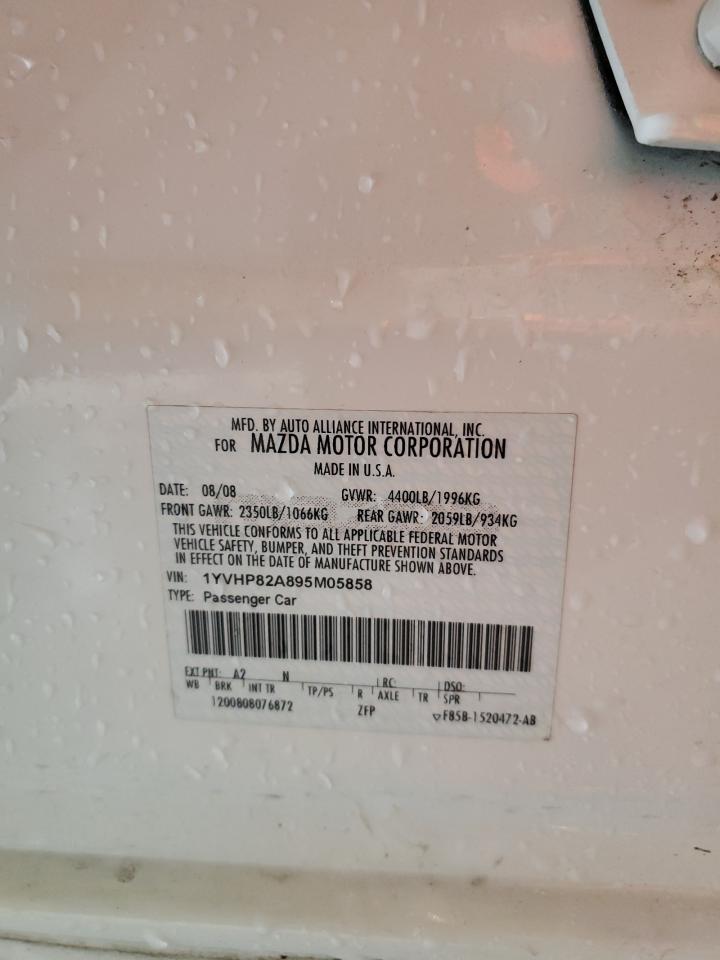 MFD. BY AUTO ALLIANCE INTERNATIONAL, INC.
FOR MAZDA MOTOR CORPORATION
MADE IN U.S.A.
DATE: 08/08 GVWR: 4400LB/1996KG
FRONT GAWR: 2350LB/1066KG REAR GAWR: 2059LB/934KG
THIS VEHICLE CONFORMS TO ALL APPLICABLE FEDERAL MOTOR
VEHICLE SAFETY, BUMPER, AND THEFT PREVENTION STANDARDS
IN EFFECT ON THE DATE OF MANUFACTURE SHOWN ABOVE.
VIN: 1YVHP82A895M05858
TYPE: Passenger Car
EXT PNT: A2 N RC: DSO:
WB BRK INT TR TP/PS R AXLE TR SPR
1200808076872 ZFP ▽F85B-1520472-AB